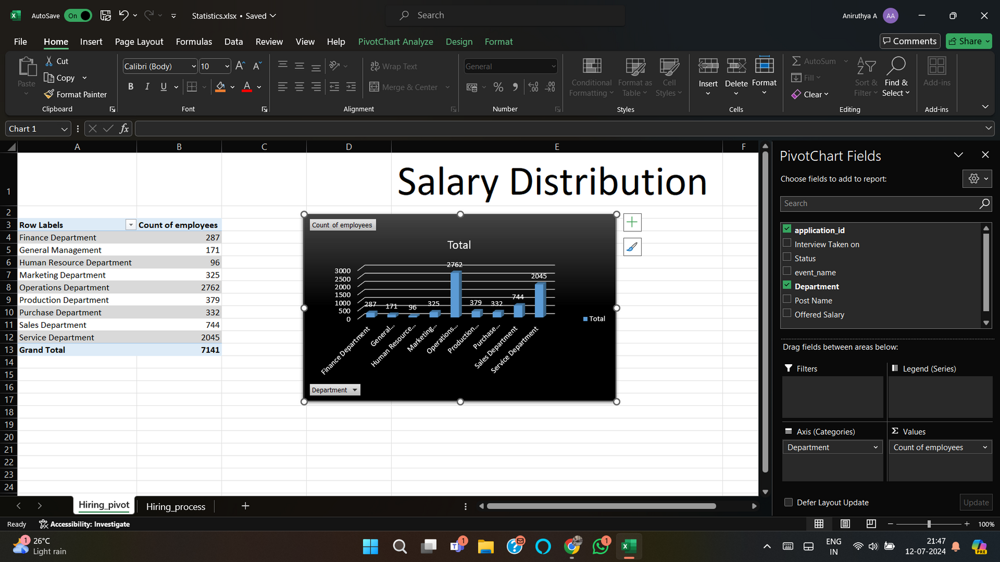 AutoSave On Statistics.xlsx • Saved Search Aniruthya A AA
File Home Insert Page Layout Formulas Data Review View Help PivotChart Analyze Design Format Comments Share
Paste
Cut
Copy
Format Painter
Clipboard
Calibri (Body) 10
B I U
Font
Wrap Text
Merge & Center
Alignment
General
Number
Conditional Formatting
Format as Table
Cell Styles
Styles
Insert Delete Format
Cells
AutoSum
Fill
Clear
Sort & Filter
Find & Select
Editing
Add-ins
Add-ins
Chart 1 fx
A B C D E F
1 Salary Distribution
2
3 Row Labels Count of employees
4 Finance Department 287
5 General Management 171
6 Human Resource Department 96
7 Marketing Department 325
8 Operations Department 2762
9 Production Department 379
10 Purchase Department 332
11 Sales Department 744
12 Service Department 2045
13 Grand Total 7141
14
15
16
17
18
19
20
21
22
23
24
Count of employees
Total
3000
2500
2000
1500
1000
500
0
287 171 96 325 2762 379 332 744 2045
Finance Department
General...
Human Resource...
Marketing...
Operations...
Production...
Purchase...
Sales Department
Service Department
Total
Department
PivotChart Fields
Choose fields to add to report:
Search
application_id
Interview Taken on
Status
event_name
Department
Post Name
Offered Salary
Drag fields between areas below:
Filters
Legend (Series)
Axis (Categories)
Department
Values
Count of employees
Defer Layout Update Update
Hiring_pivot Hiring_process
Ready Accessibility: Investigate 100%
1
26°C
Light rain
1
1
PRE
ENG
IN
21:47
12-07-2024